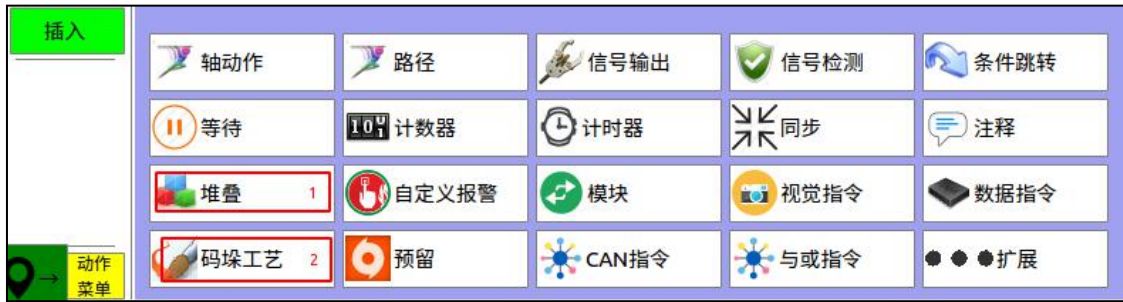 插入
轴动作
路径
信号输出
信号检测
条件跳转
等待
计数器
计时器
同步
注释
堆叠 1
自定义报警
模块
视觉指令
数据指令
码垛工艺 2
预留
CAN指令
与或指令
扩展
动作
菜单